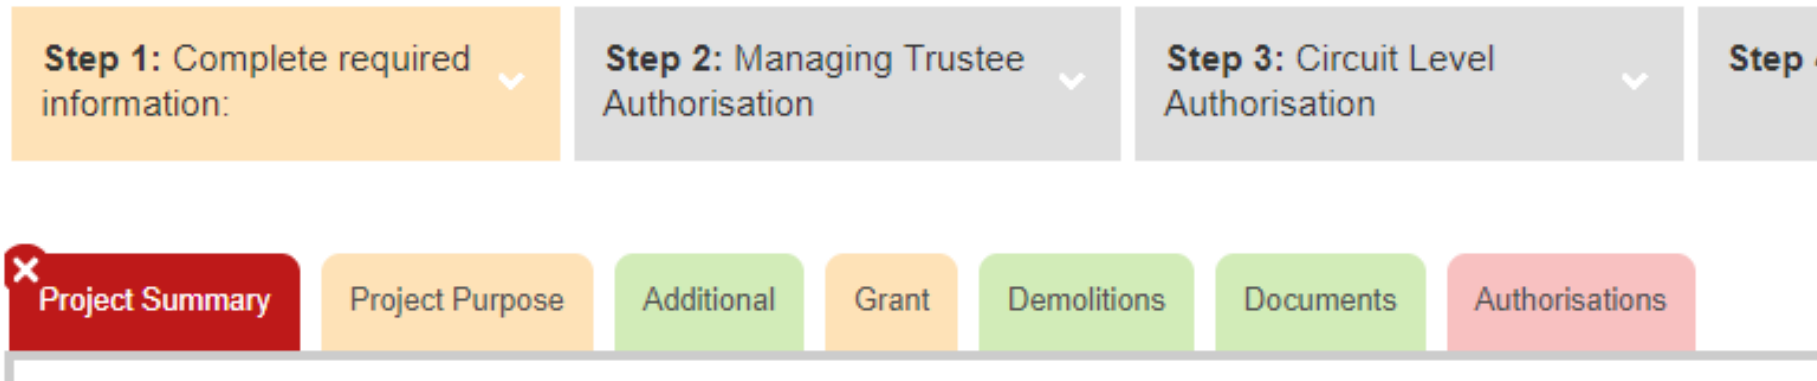 Step 1: Complete required
information:
Step 2: Managing Trustee
Authorisation
Step 3: Circuit Level
Authorisation
Step
Project Summary
Project Purpose
Additional
Grant
Demolitions
Documents
Authorisations